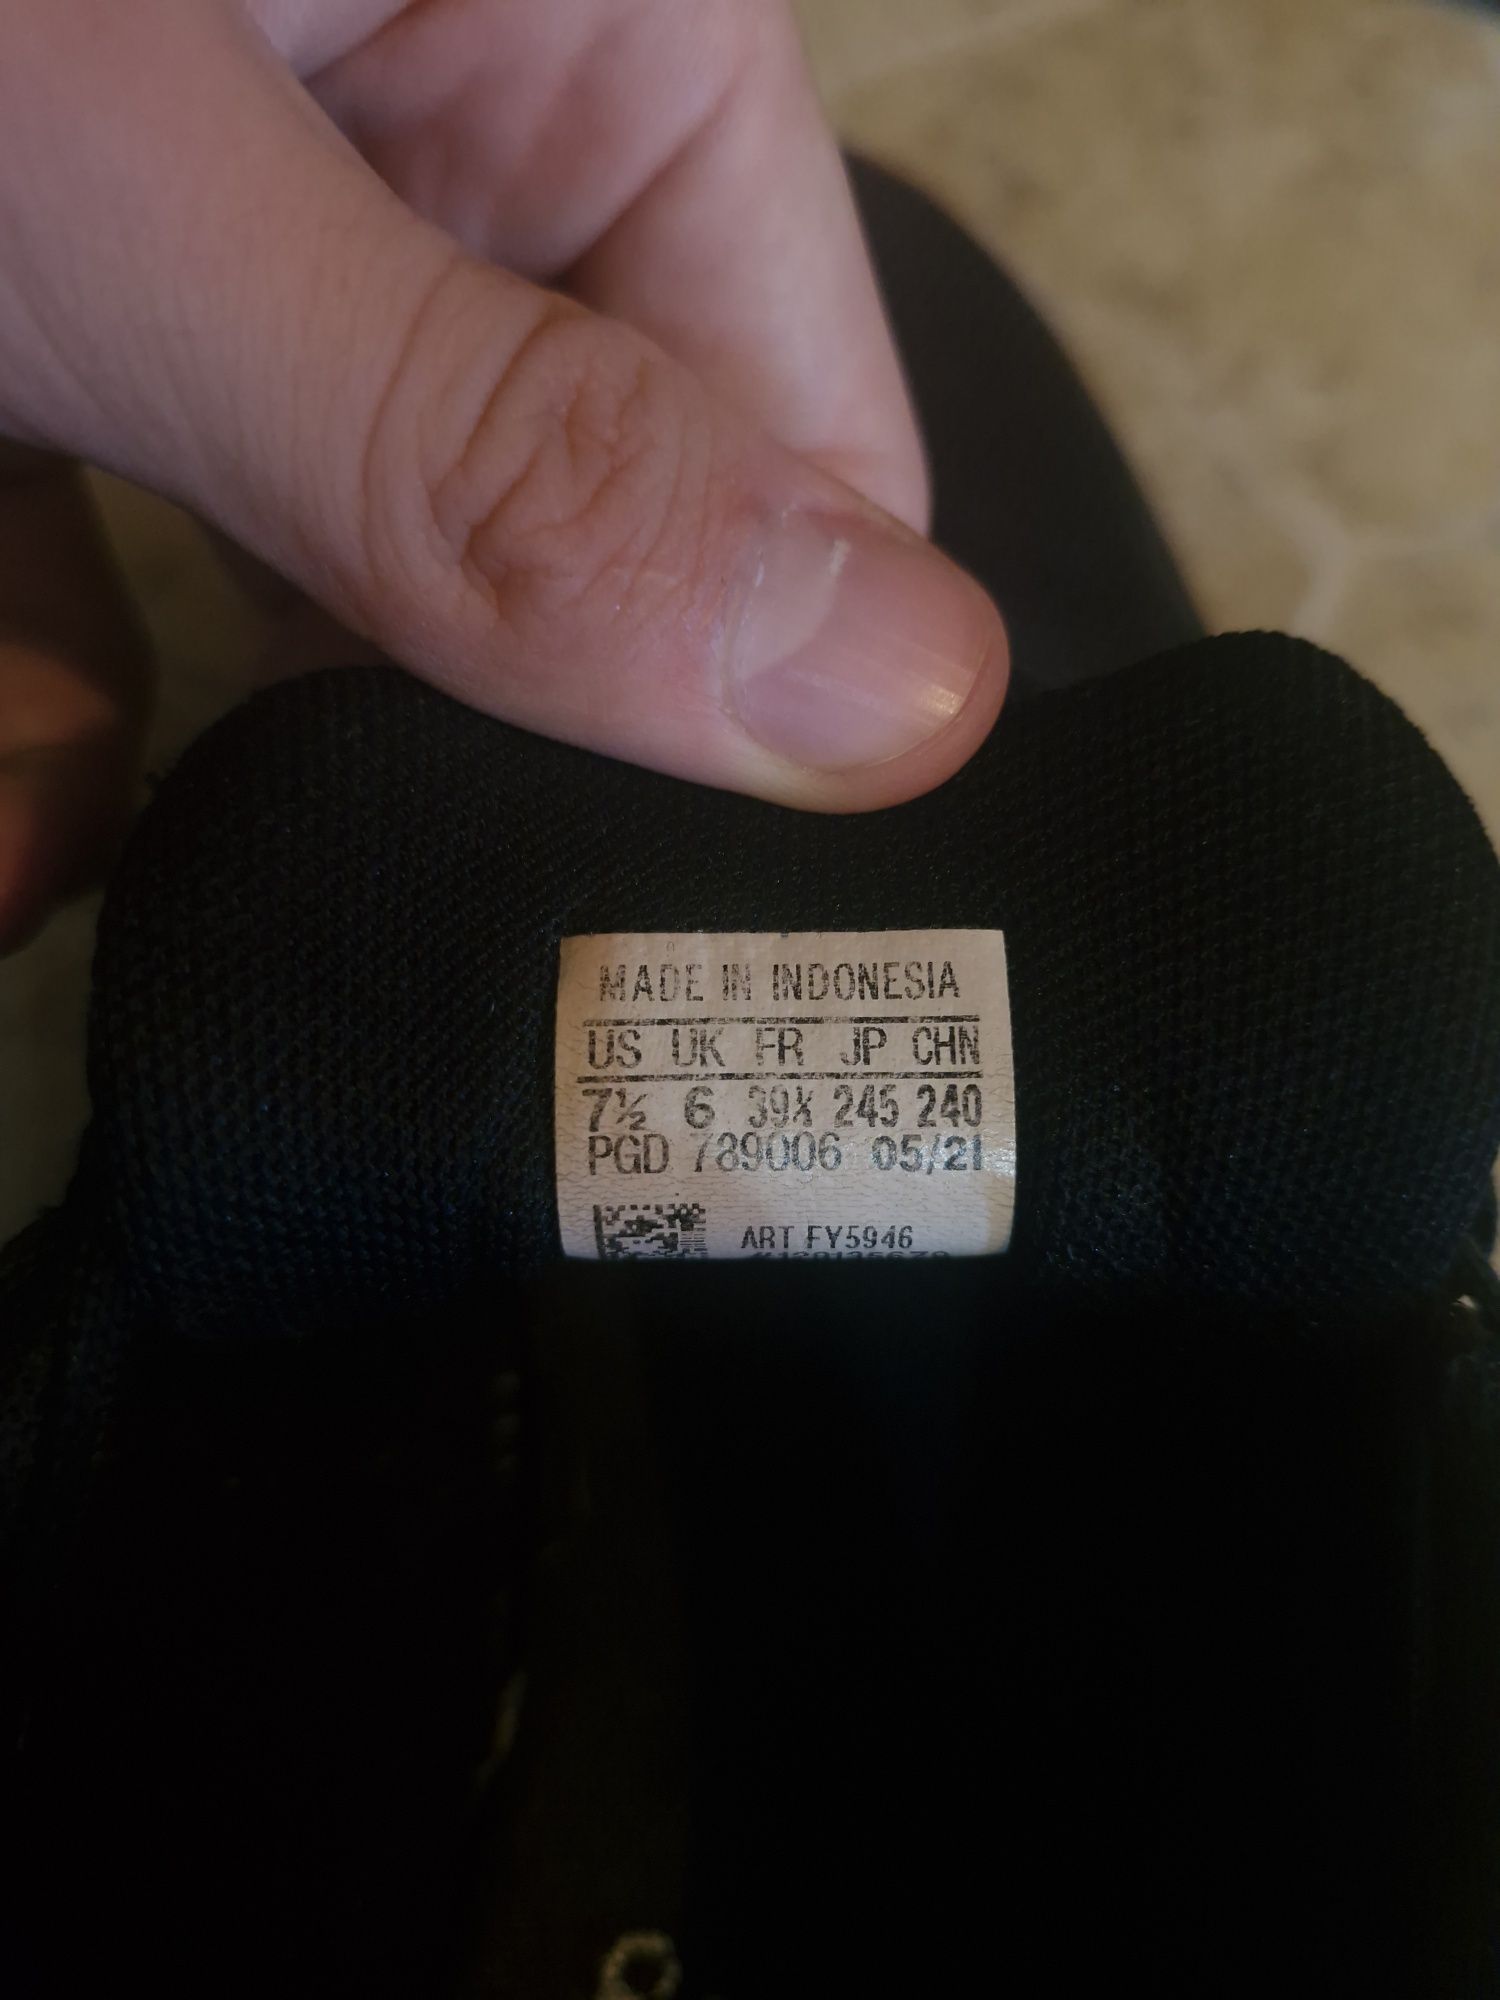 MADE IN INDONESIA
US UK FR JP CHN
7½ 6 39⅓ 245 240
PGD 789006 05/21
ART FY5946